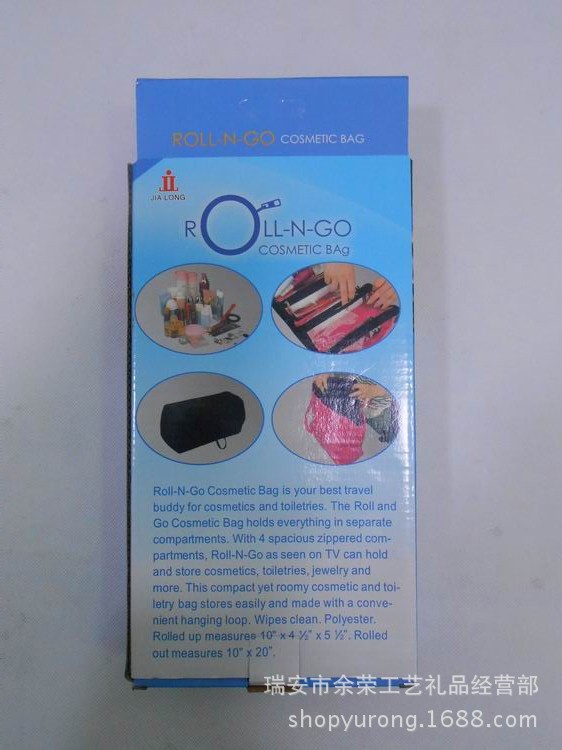 ROLL-N-GO COSMETIC BAG
JIA LONG
ROLL-N-GO
COSMETIC BAg
Roll-N-Go Cosmetic Bag is your best travel
buddy for cosmetics and toiletries. The Roll and
Go Cosmetic Bag holds everything in separate
compartments. With 4 spacious zippered com-
partments, Roll-N-Go as seen on TV can hold
and store cosmetics, toiletries, jewelry and
more. This compact yet roomy cosmetic and toi-
letry bag stores easily and made with a conve-
nient hanging loop. Wipes clean. Polyester.
Rolled up measures 10" x 4 ½" x 5 ½". Rolled
out measures 10" x 20".
瑞安市余荣工艺礼品经营部
shopyurong.1688.com